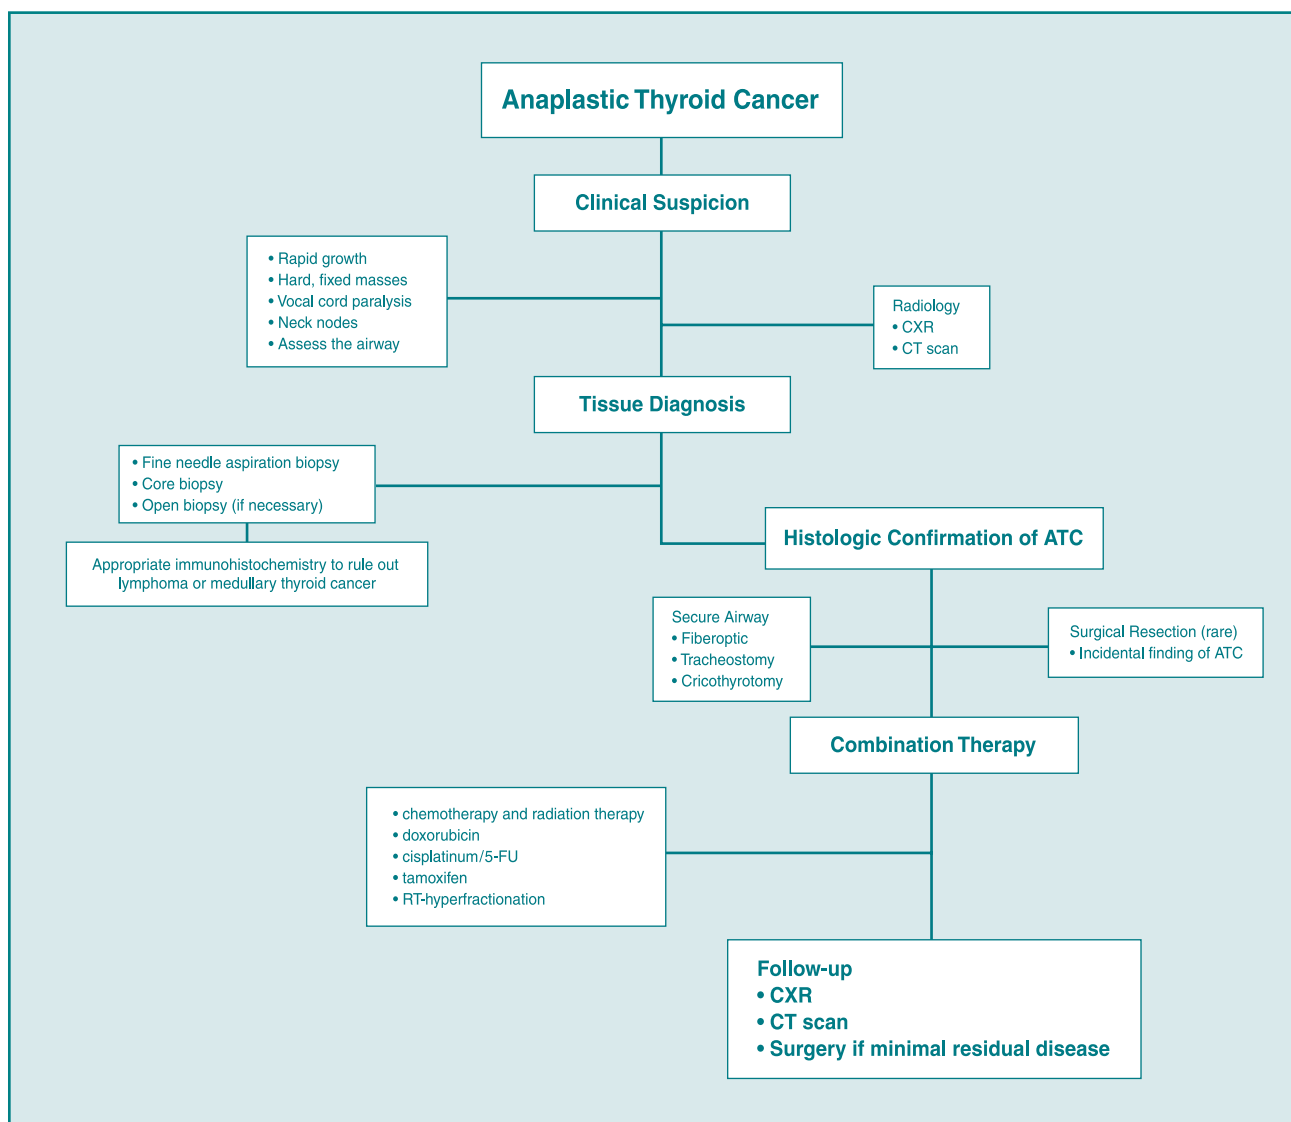 Anaplastic Thyroid Cancer
Clinical Suspicion
• Rapid growth
• Hard, fixed masses
• Vocal cord paralysis
• Neck nodes
• Assess the airway
Radiology
• CXR
• CT scan
Tissue Diagnosis
• Fine needle aspiration biopsy
• Core biopsy
• Open biopsy (if necessary)
Appropriate immunohistochemistry to rule out
lymphoma or medullary thyroid cancer
Histologic Confirmation of ATC
Secure Airway
• Fiberoptic
• Tracheostomy
• Cricothyrotomy
Surgical Resection (rare)
• Incidental finding of ATC
Combination Therapy
• chemotherapy and radiation therapy
• doxorubicin
• cisplatinum/5-FU
• tamoxifen
• RT-hyperfractionation
Follow-up
• CXR
• CT scan
• Surgery if minimal residual disease